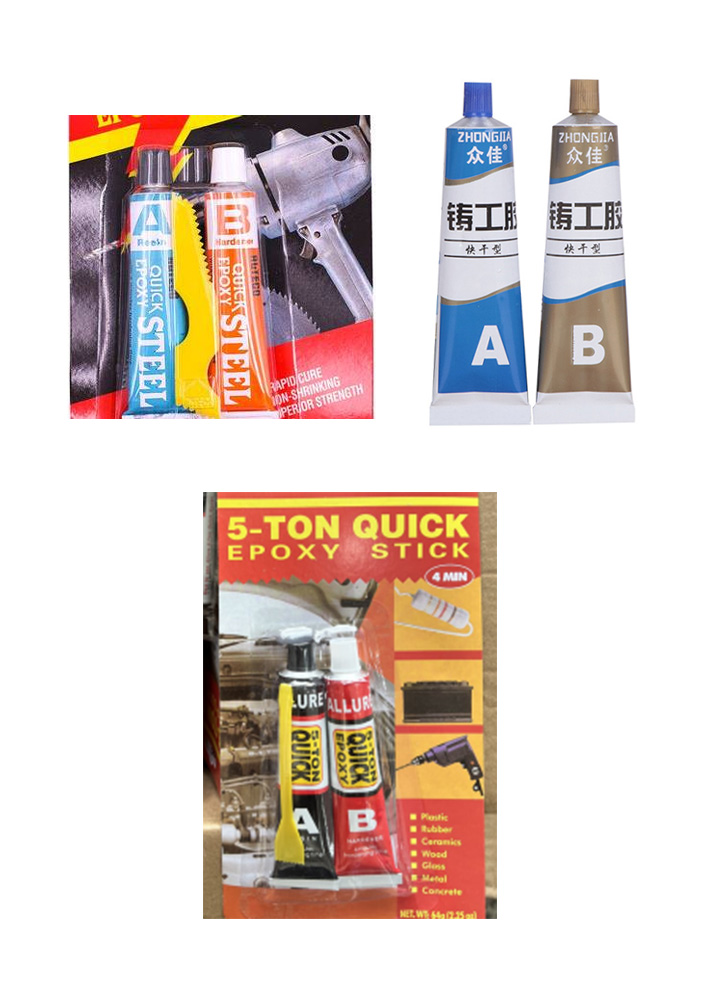 A
B
Hardener
QUICK STEEL
EPOXY
QUICK STEEL
EPOXY
RAPID CURE
NON-SHRINKING
SUPERIOR STRENGTH
ZHONGJIA
众佳®
铸工胶
快干型
A
ZHONGJIA
众佳
铸工胶
快干型
B
5-TON QUICK
EPOXY STICK
4 MIN
ALLURE
5-TON
QUICK
A
ALLURE
5-TON
QUICK
EPOXY
B
HARDENER
Plastic
Rubber
Ceramics
Wood
Glass
Metal
Concrete
NET. WT: 64g (2.25 oz)